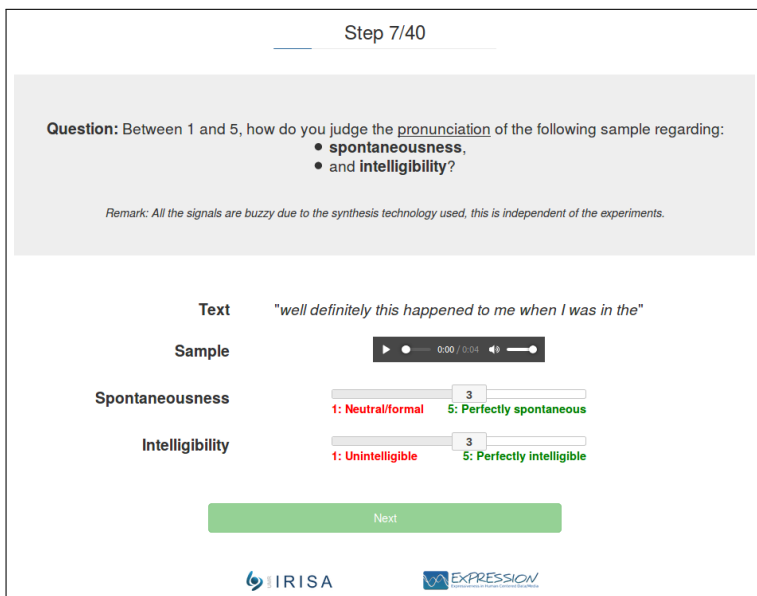 Step 7/40
Question: Between 1 and 5, how do you judge the pronunciation of the following sample regarding:
● spontaneousness,
● and intelligibility?
Remark: All the signals are buzzy due to the synthesis technology used, this is independent of the experiments.
Text "well definitely this happened to me when I was in the"
Sample 0:00 / 0:04
Spontaneousness 3
1: Neutral/formal 5: Perfectly spontaneous
Intelligibility 3
1: Unintelligible 5: Perfectly intelligible
Next
IRISA EXPRESSION